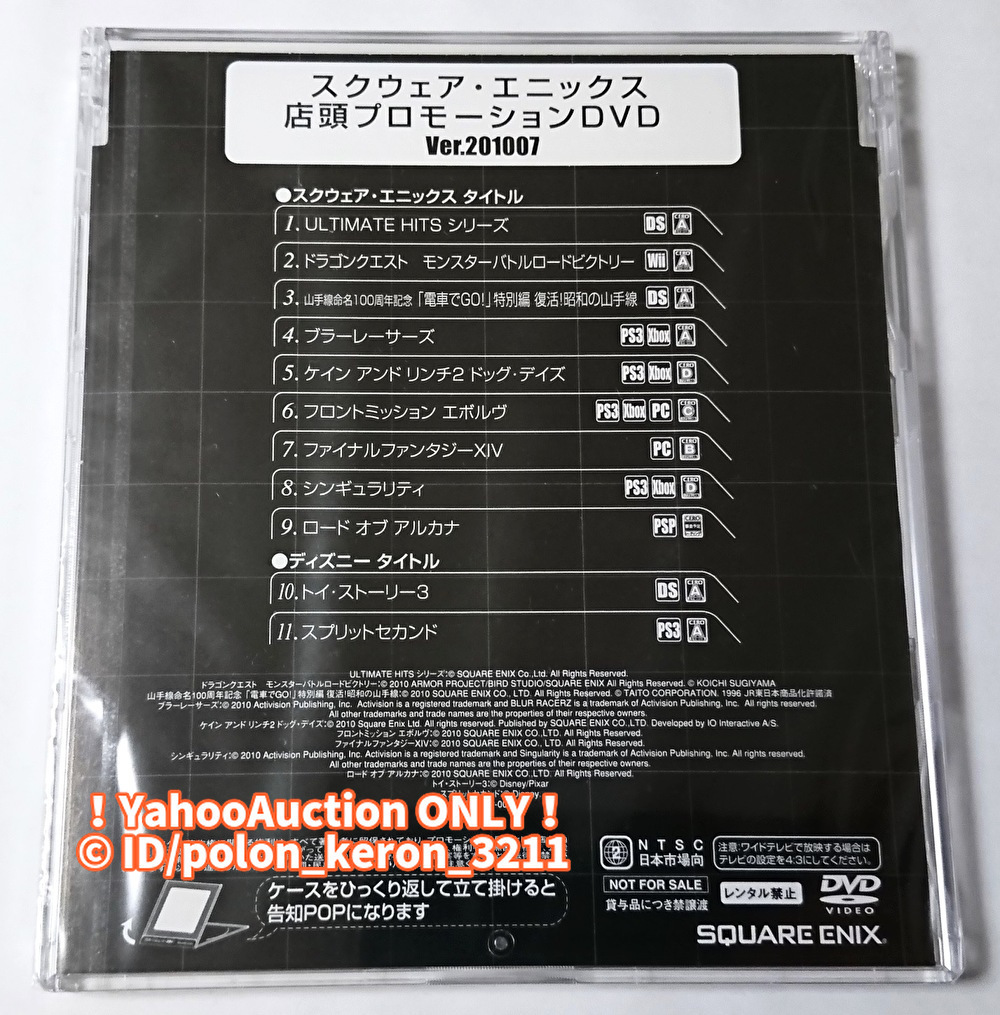 スクウェア・エニックス
店頭プロモーションDVD
Ver.201007
●スクウェア・エニックス タイトル
1. ULTIMATE HITS シリーズ DS CERO A
2. ドラゴンクエスト モンスターバトルロードビクトリー Wii CERO A
3. 山手線命名100周年記念「電車でGO!」特別編 復活!昭和の山手線 DS CERO A
4. ブラーレーサーズ PS3 Xbox CERO A
5. ケイン アンド リンチ2 ドッグ・デイズ PS3 Xbox CERO D
6. フロントミッション エボルヴ PS3 Xbox PC CERO C
7. ファイナルファンタジーXIV PC CERO B
8. シンギュラリティ PS3 Xbox CERO D
9. ロード オブ アルカナ PSP CERO
●ディズニー タイトル
10. トイ・ストーリー3 DS CERO A
11. スプリットセカンド PS3 CERO A
ULTIMATE HITS シリーズ:© SQUARE ENIX Co.,Ltd. All Rights Reserved.
ドラゴンクエスト モンスターバトルロードビクトリー:© 2010 ARMOR PROJECT/BIRD STUDIO/SQUARE ENIX All Rights Reserved. © KOICHI SUGIYAMA
山手線命名100周年記念「電車でGO!」特別編 復活!昭和の山手線:© 2010 SQUARE ENIX CO., LTD. All Rights Reserved. © TAITO CORPORATION. 1996 JR東日本商品化許諾済
ブラーレーサーズ:© 2010 Activision Publishing, Inc. Activision is a registered trademark and BLUR RACERZ is a trademark of Activision Publishing, Inc. All rights reserved.
All other trademarks and trade names are the properties of their respective owners.
ケイン アンド リンチ2 ドッグ・デイズ:© 2010 Square Enix Ltd. All rights reserved. Published by SQUARE ENIX CO.,LTD. Developed by IO Interactive A/S.
フロントミッション エボルヴ:© 2010 SQUARE ENIX CO.,LTD. All Rights Reserved.
ファイナルファンタジーXIV:© 2010 SQUARE ENIX CO.,LTD. All Rights Reserved.
シンギュラリティ:© 2010 Activision Publishing, Inc. Activision is a registered trademark and Singularity is a trademark of Activision Publishing, Inc. All rights reserved.
All other trademarks and trade names are the properties of their respective owners.
ロード オブ アルカナ:© 2010 SQUARE ENIX CO.,LTD. All Rights Reserved.
トイ・ストーリー3:© Disney/Pixar
スプリットセカンド:© Disney
!YahooAuction ONLY!
© ID/polon_keron_3211
ケースをひっくり返して立て掛けると
告知POPになります
2 NTSC
日本市場向
注意:ワイドテレビで放映する場合は
テレビの設定を4:3にしてください。
NOT FOR SALE
貸与品につき禁譲渡
レンタル禁止
DVD
VIDEO
SQUARE ENIX